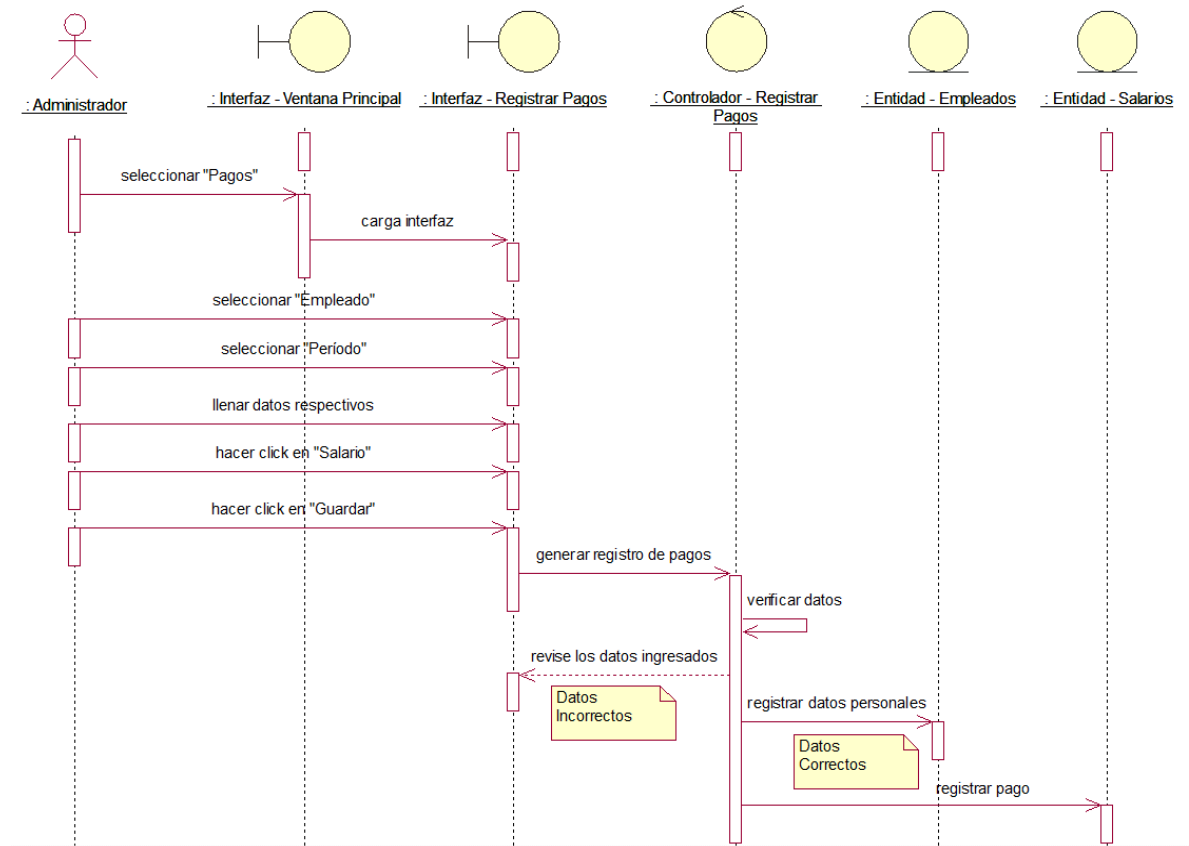 : Administrador
: Interfaz - Ventana Principal
: Interfaz - Registrar Pagos
: Controlador - Registrar
Pagos
: Entidad - Empleados
: Entidad - Salarios
seleccionar "Pagos"
carga interfaz
seleccionar "Empleado"
seleccionar "Período"
llenar datos respectivos
hacer click en "Salario"
hacer click en "Guardar"
generar registro de pagos
verificar datos
revise los datos ingresados
Datos
Incorrectos
registrar datos personales
Datos
Correctos
registrar pago